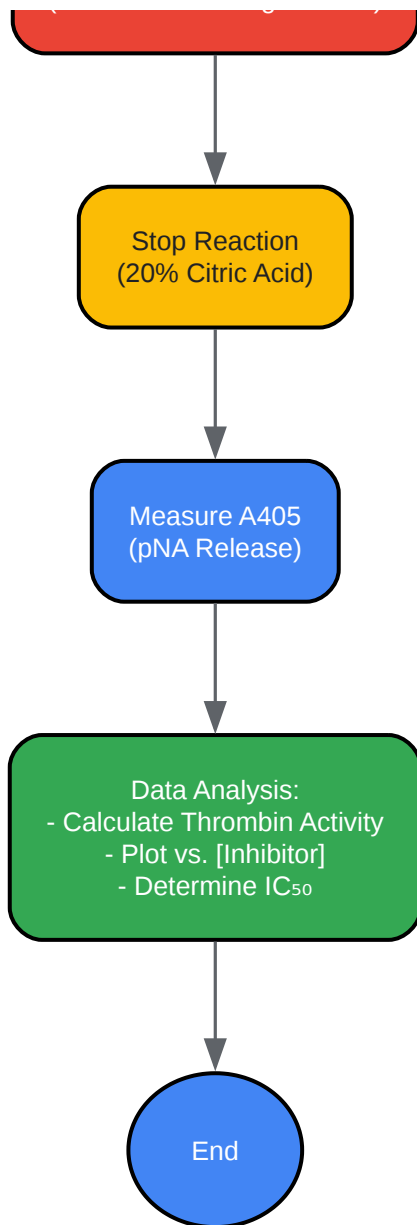 Stop Reaction
(20% Citric Acid)
Measure A405
(pNA Release)
Data Analysis:
- Calculate Thrombin Activity
- Plot vs. [Inhibitor]
- Determine IC₅₀
End